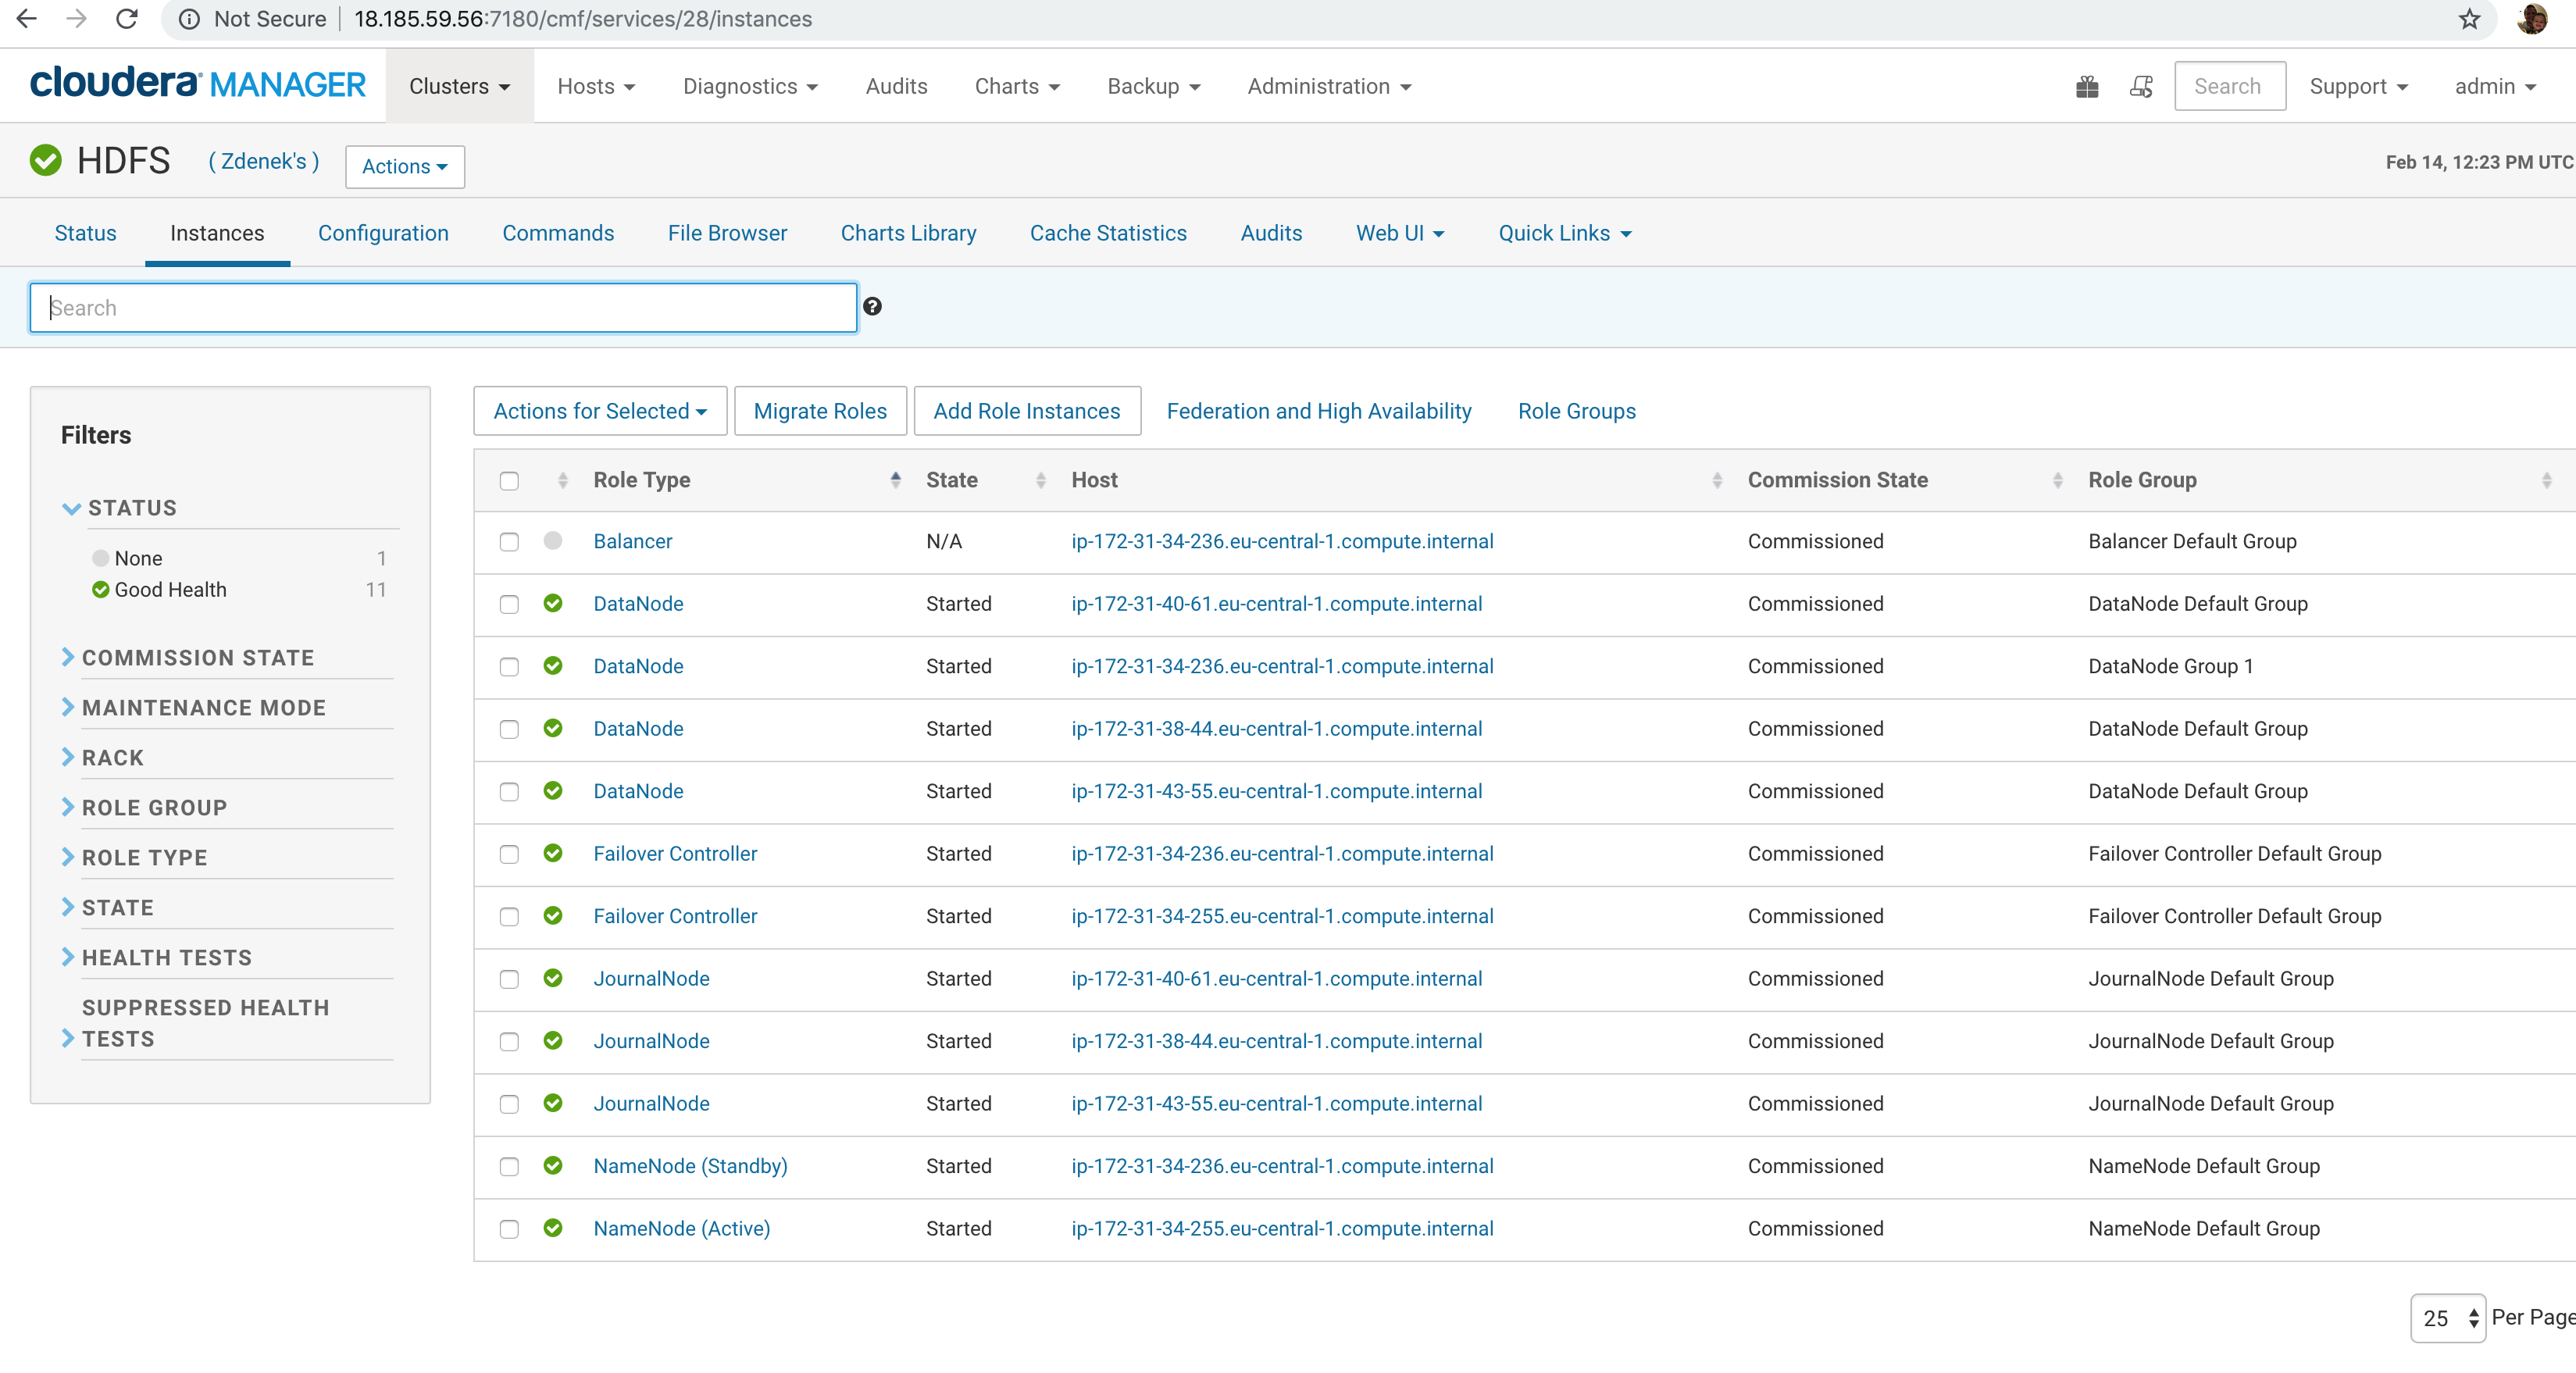 Not Secure 18.185.59.56:7180/cmf/services/28/instances
cloudera MANAGER Clusters Hosts Diagnostics Audits Charts Backup Administration Search Support admin
HDFS ( Zdenek's ) Actions Feb 14, 12:23 PM UTC
Status Instances Configuration Commands File Browser Charts Library Cache Statistics Audits Web UI Quick Links
Search
Filters
STATUS
None 1
Good Health 11
COMMISSION STATE
MAINTENANCE MODE
RACK
ROLE GROUP
ROLE TYPE
STATE
HEALTH TESTS
SUPPRESSED HEALTH
TESTS
Actions for Selected Migrate Roles Add Role Instances Federation and High Availability Role Groups
Role Type State Host Commission State Role Group
Balancer N/A ip-172-31-34-236.eu-central-1.compute.internal Commissioned Balancer Default Group
DataNode Started ip-172-31-40-61.eu-central-1.compute.internal Commissioned DataNode Default Group
DataNode Started ip-172-31-34-236.eu-central-1.compute.internal Commissioned DataNode Group 1
DataNode Started ip-172-31-38-44.eu-central-1.compute.internal Commissioned DataNode Default Group
DataNode Started ip-172-31-43-55.eu-central-1.compute.internal Commissioned DataNode Default Group
Failover Controller Started ip-172-31-34-236.eu-central-1.compute.internal Commissioned Failover Controller Default Group
Failover Controller Started ip-172-31-34-255.eu-central-1.compute.internal Commissioned Failover Controller Default Group
JournalNode Started ip-172-31-40-61.eu-central-1.compute.internal Commissioned JournalNode Default Group
JournalNode Started ip-172-31-38-44.eu-central-1.compute.internal Commissioned JournalNode Default Group
JournalNode Started ip-172-31-43-55.eu-central-1.compute.internal Commissioned JournalNode Default Group
NameNode (Standby) Started ip-172-31-34-236.eu-central-1.compute.internal Commissioned NameNode Default Group
NameNode (Active) Started ip-172-31-34-255.eu-central-1.compute.internal Commissioned NameNode Default Group
25 Per Page